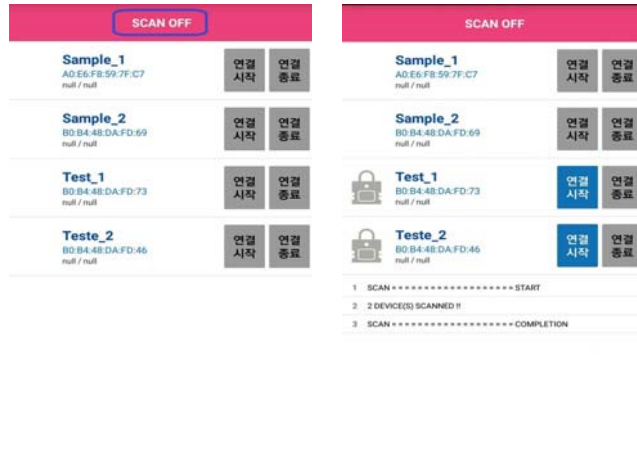 SCAN OFF
Sample_1
A0:E6:F8:59:7F:C7
null / null
연결 시작
연결 종료
Sample_2
B0:B4:48:DA:FD:69
null / null
연결 시작
연결 종료
Test_1
B0:B4:48:DA:FD:73
null / null
연결 시작
연결 종료
Teste_2
B0:B4:48:DA:FD:46
null / null
연결 시작
연결 종료
SCAN OFF
Sample_1
A0:E6:F8:59:7F:C7
null / null
연결 시작
연결 종료
Sample_2
B0:B4:48:DA:FD:69
null / null
연결 시작
연결 종료
Test_1
B0:B4:48:DA:FD:73
null / null
연결 시작
연결 종료
Teste_2
B0:B4:48:DA:FD:46
null / null
연결 시작
연결 종료
1 SCAN = = = = = = = = = = = = = = = = = = = START
2 2 DEVICE(S) SCANNED !!
3 SCAN = = = = = = = = = = = = = = = = = = = COMPLETION